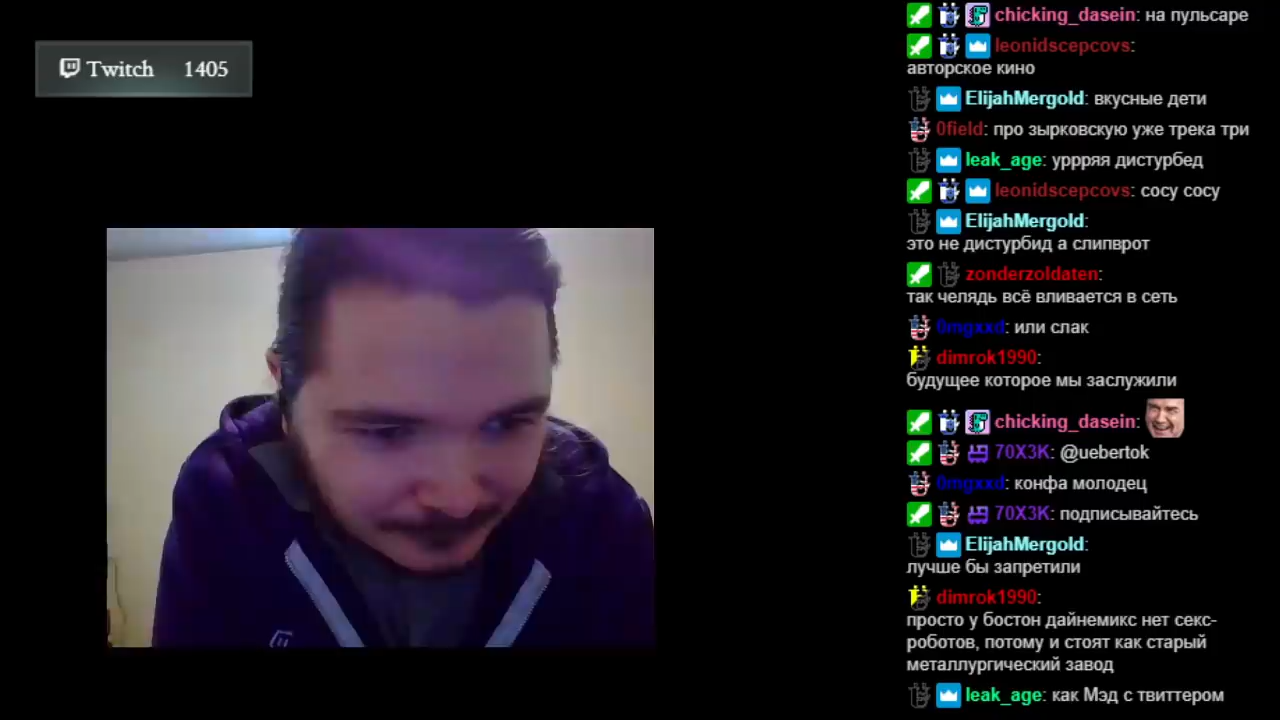 Twitch 1405
chicking_dasein: на пульсаре
leonidscepcovs:
авторское кино
ElijahMergold: вкусные дети
0field: про зырковскую уже трека три
leak_age: уррряя дистурбед
leonidscepcovs: сосу сосу
ElijahMergold:
это не дистурбид а слипврот
zonderzoldaten:
так челядь всё вливается в сеть
0mgxxd: или слак
dimrok1990:
будущее которое мы заслужили
chicking_dasein:
70X3K: @uebertok
0mgxxd: конфа молодец
70X3K: подписывайтесь
ElijahMergold:
лучше бы запретили
dimrok1990:
просто у бостон дайнемикс нет секс-
роботов, потому и стоят как старый
металлургический завод
leak_age: как Мэд с твиттером